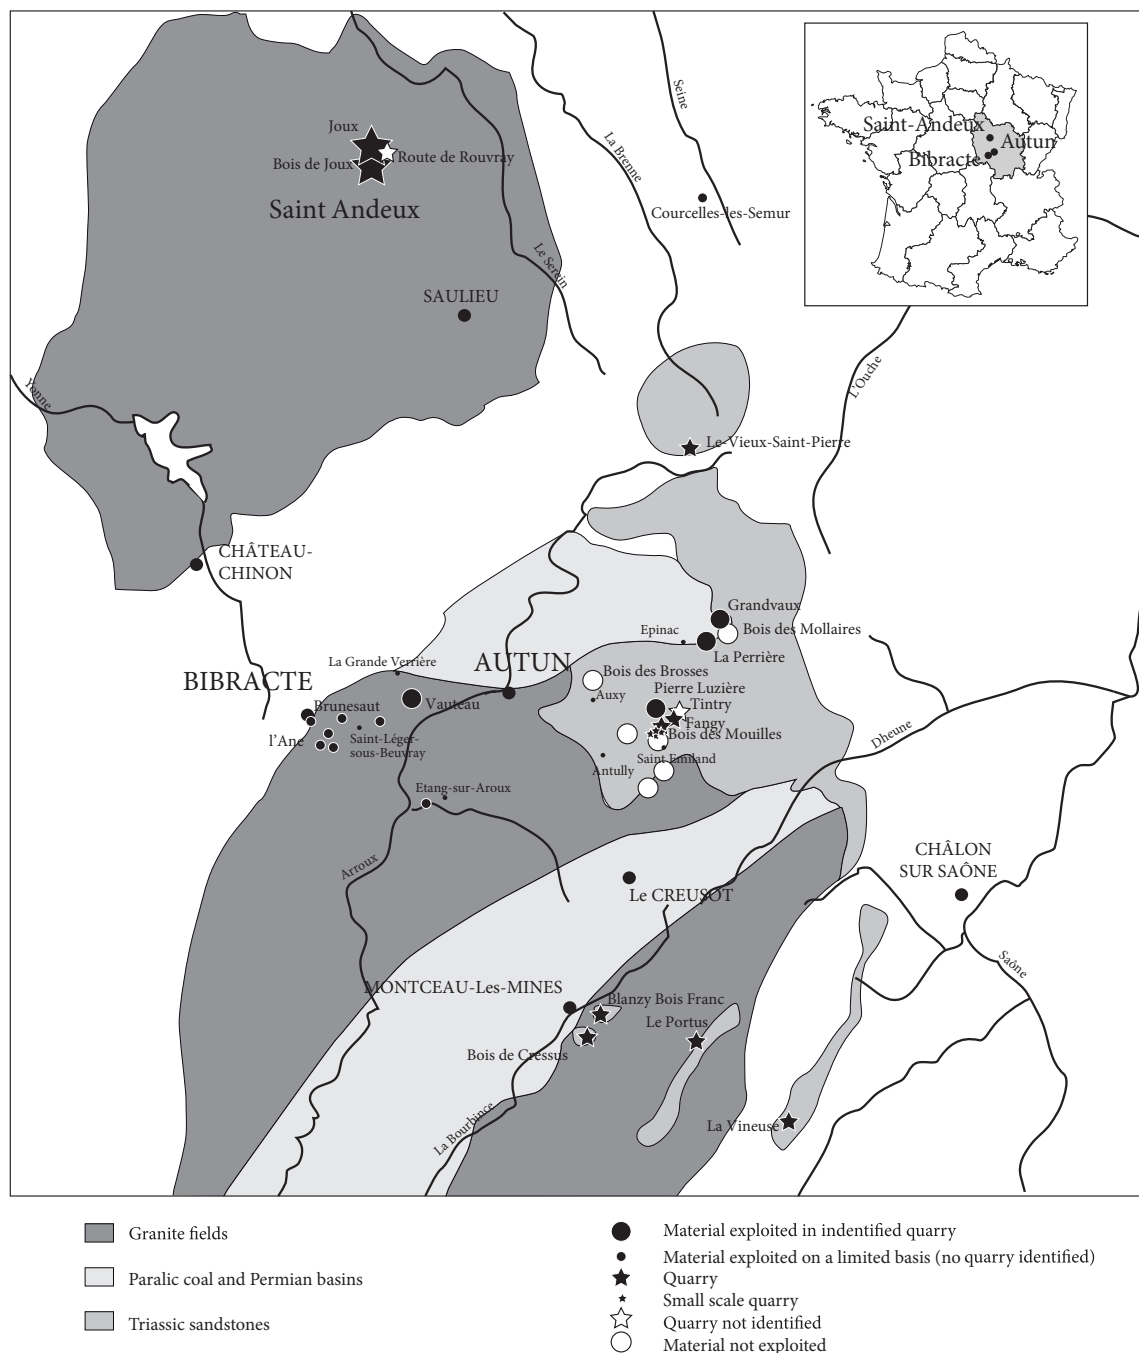 Joux
Bois de Joux
Route de Rouvray
Saint Andeux
SAULIEU
Le Serein
La Brenne
Seine
Courcelles-les-Semur
Saint-Andeux
Autun
Bibracte
L'Ouche
Yonne
Le-Vieux-Saint-Pierre
CHÂTEAU-
CHINON
Grandvaux
Epinac
Bois des Mollaires
La Perrière
La Grande Verrière
AUTUN
BIBRACTE
Bois des Brosses
Auxy
Pierre Luzière
Tintry
Fangy
Bois des Mouilles
Brunesaut
Vauteau
l'Ane
Saint-Léger-
sous-Beuvray
Antully
Saint Emiland
Dheune
Etang-sur-Aroux
Arroux
CHÂLON
SUR SAÔNE
Le CREUSOT
Saône
MONTCEAU-Les-MINES
Blanzy Bois Franc
Le Portus
Bois de Cressus
La Bourbince
La Vineuse
Granite fields
Paralic coal and Permian basins
Triassic sandstones
Material exploited in indentified quarry
Material exploited on a limited basis (no quarry identified)
Quarry
Small scale quarry
Quarry not identified
Material not exploited